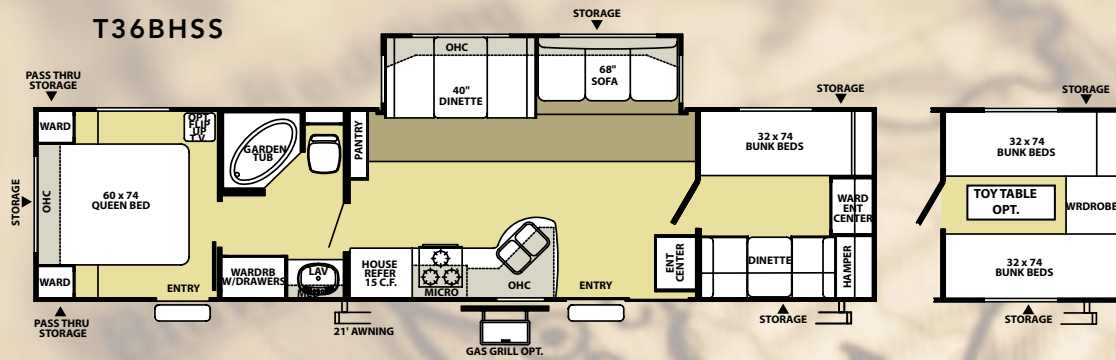 T36BHSS
STORAGE
PASS THRU
STORAGE
STORAGE
STORAGE
OHC
68"
SOFA
40"
DINETTE
WARD
OPT.
FLIP
UP
T.V.
GARDEN
TUB
PANTRY
32 x 74
BUNK BEDS
32 x 74
BUNK BEDS
STORAGE
OHC
60 x 74
QUEEN BED
WARD
ENT
CENTER
TOY TABLE
OPT.
WRDROBE
WARD
ENTRY
WARDRB
W/DRAWERS
LAV
HOUSE
REFER
15 C.F.
MICRO
OHC
ENTRY
ENT
CENTER
DINETTE
HAMPER
32 x 74
BUNK BEDS
PASS THRU
STORAGE
21' AWNING
GAS GRILL OPT.
STORAGE
STORAGE